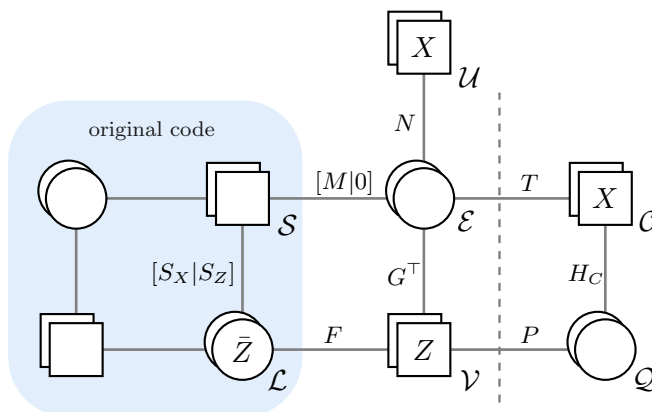 X
𝒰
N
original code
[M|0]
T
X
𝒮
ℰ
𝒞
[S_X|S_Z]
G^⊤
H_C
Z̄
F
Z
P
ℒ
𝒱
𝒬